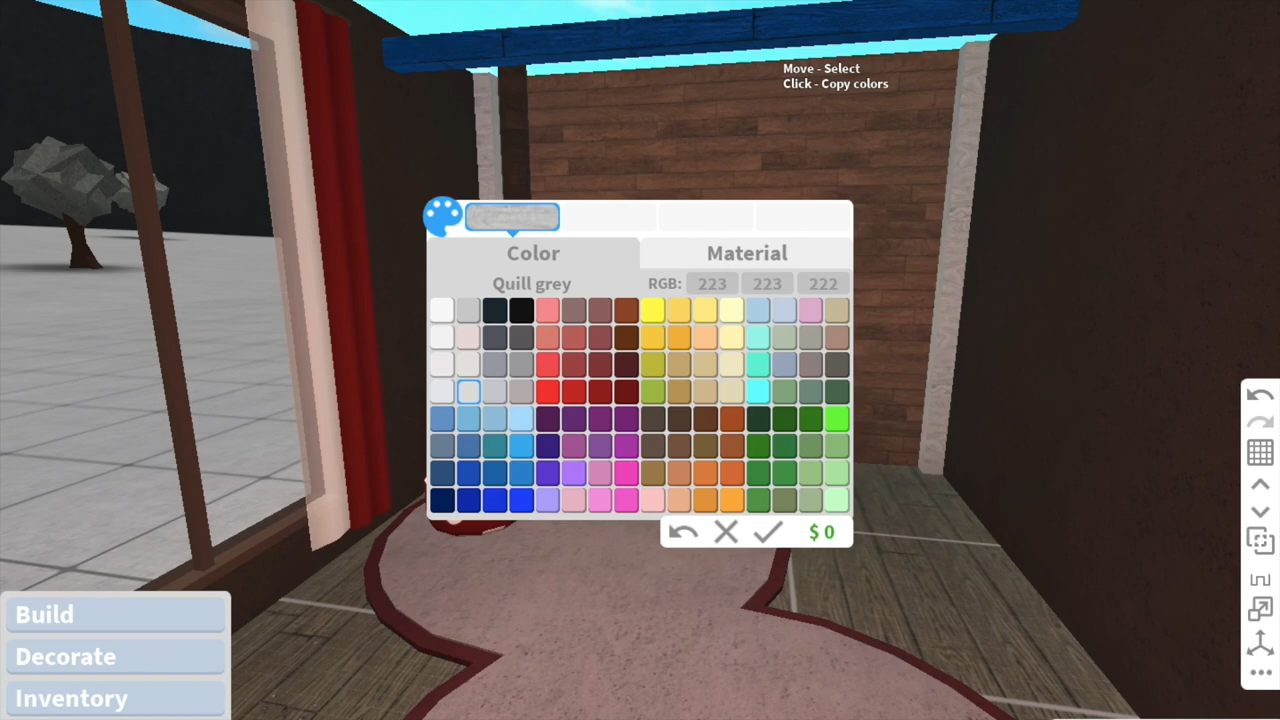 Move - Select
Click - Copy colors
Color
Material
Quill grey
RGB: 223 223 222
$ 0
Build
Decorate
Inventory